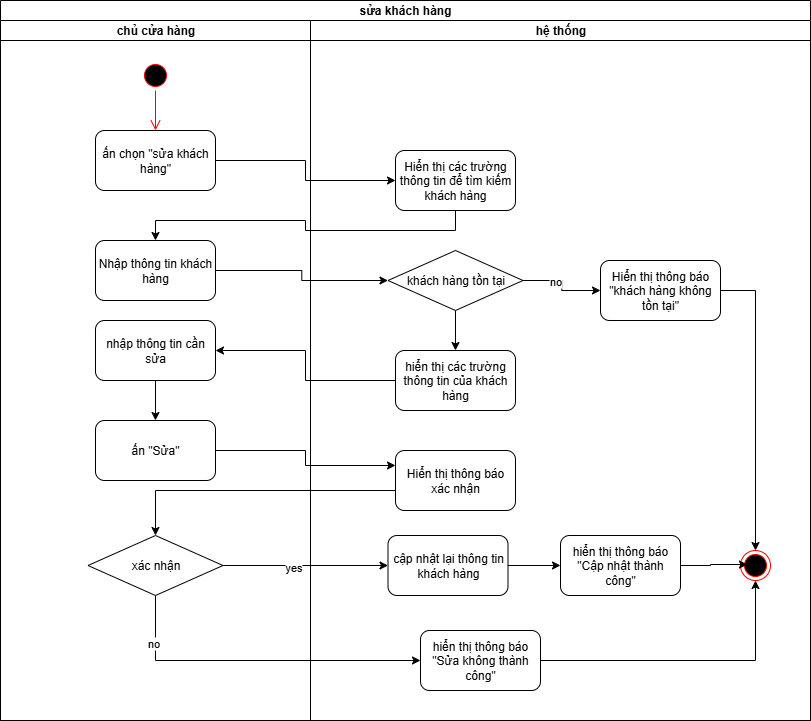 sửa khách hàng
chủ cửa hàng
hệ thống
ấn chọn "sửa khách
hàng"
Hiển thị các trường
thông tin để tìm kiếm
khách hàng
Nhập thông tin khách
hàng
khách hàng tồn tại
no
Hiển thị thông báo
"khách hàng không
tồn tại"
nhập thông tin cần
sửa
hiển thị các trường
thông tin của khách
hàng
ấn "Sửa"
Hiển thị thông báo
xác nhận
xác nhận
yes
cập nhật lại thông tin
khách hàng
hiển thị thông báo
"Cập nhật thành
công"
no
hiển thị thông báo
"Sửa không thành
công"